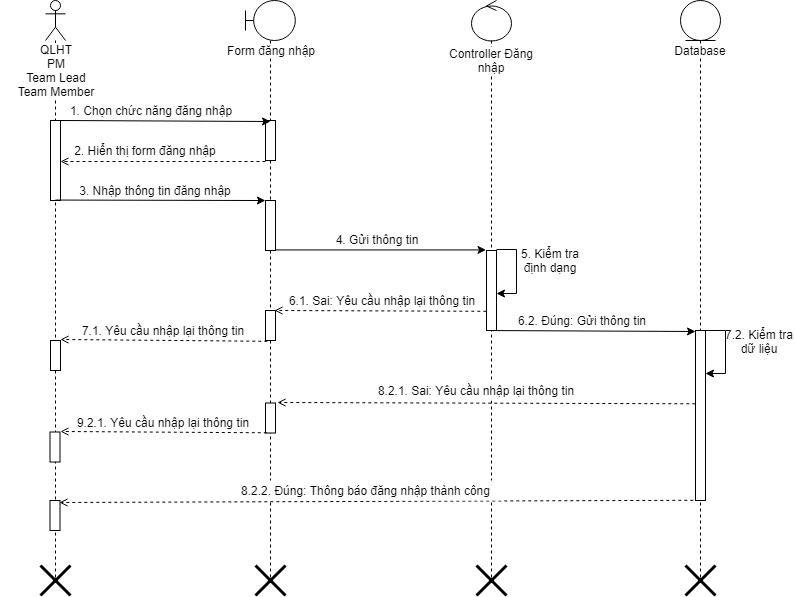 QLHT
PM
Team Lead
Team Member
Form đăng nhập
Controller Đăng
nhập
Database
1. Chọn chức năng đăng nhập
2. Hiển thị form đăng nhập
3. Nhập thông tin đăng nhập
4. Gửi thông tin
5. Kiểm tra
định dạng
6.1. Sai: Yêu cầu nhập lại thông tin
6.2. Đúng: Gửi thông tin
7.1. Yêu cầu nhập lại thông tin
7.2. Kiểm tra
dữ liệu
8.2.1. Sai: Yêu cầu nhập lại thông tin
9.2.1. Yêu cầu nhập lại thông tin
8.2.2. Đúng: Thông báo đăng nhập thành công